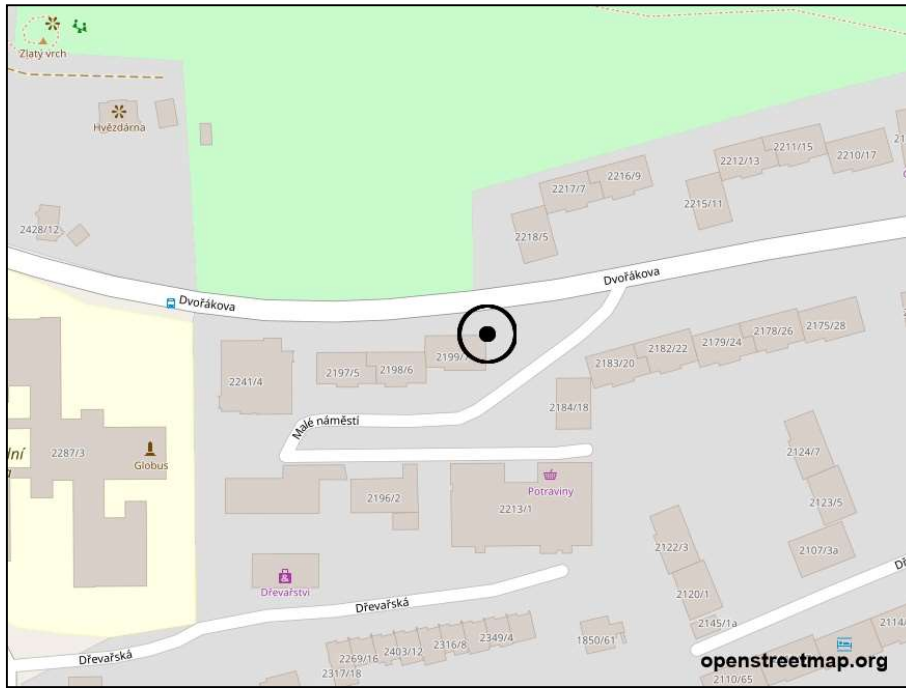 Zlatý vrch
Hvězdárna
2428/12
Dvořákova
2218/5
2217/7
2216/9
2215/11
2212/13
2211/15
2210/17
Dvořákova
2241/4
2197/5
2198/6
2183/20
2182/22
2179/24
2178/26
2175/28
2184/18
Malé náměstí
2287/3
Globus
2196/2
Potraviny
2213/1
2124/7
2123/5
2107/3a
2122/3
2120/1
2145/1a
Dřevařství
Dřevařská
Dřevařská
2269/16
2317/18
2403/12
2316/8
2349/4
1850/61
2110/65
openstreetmap.org